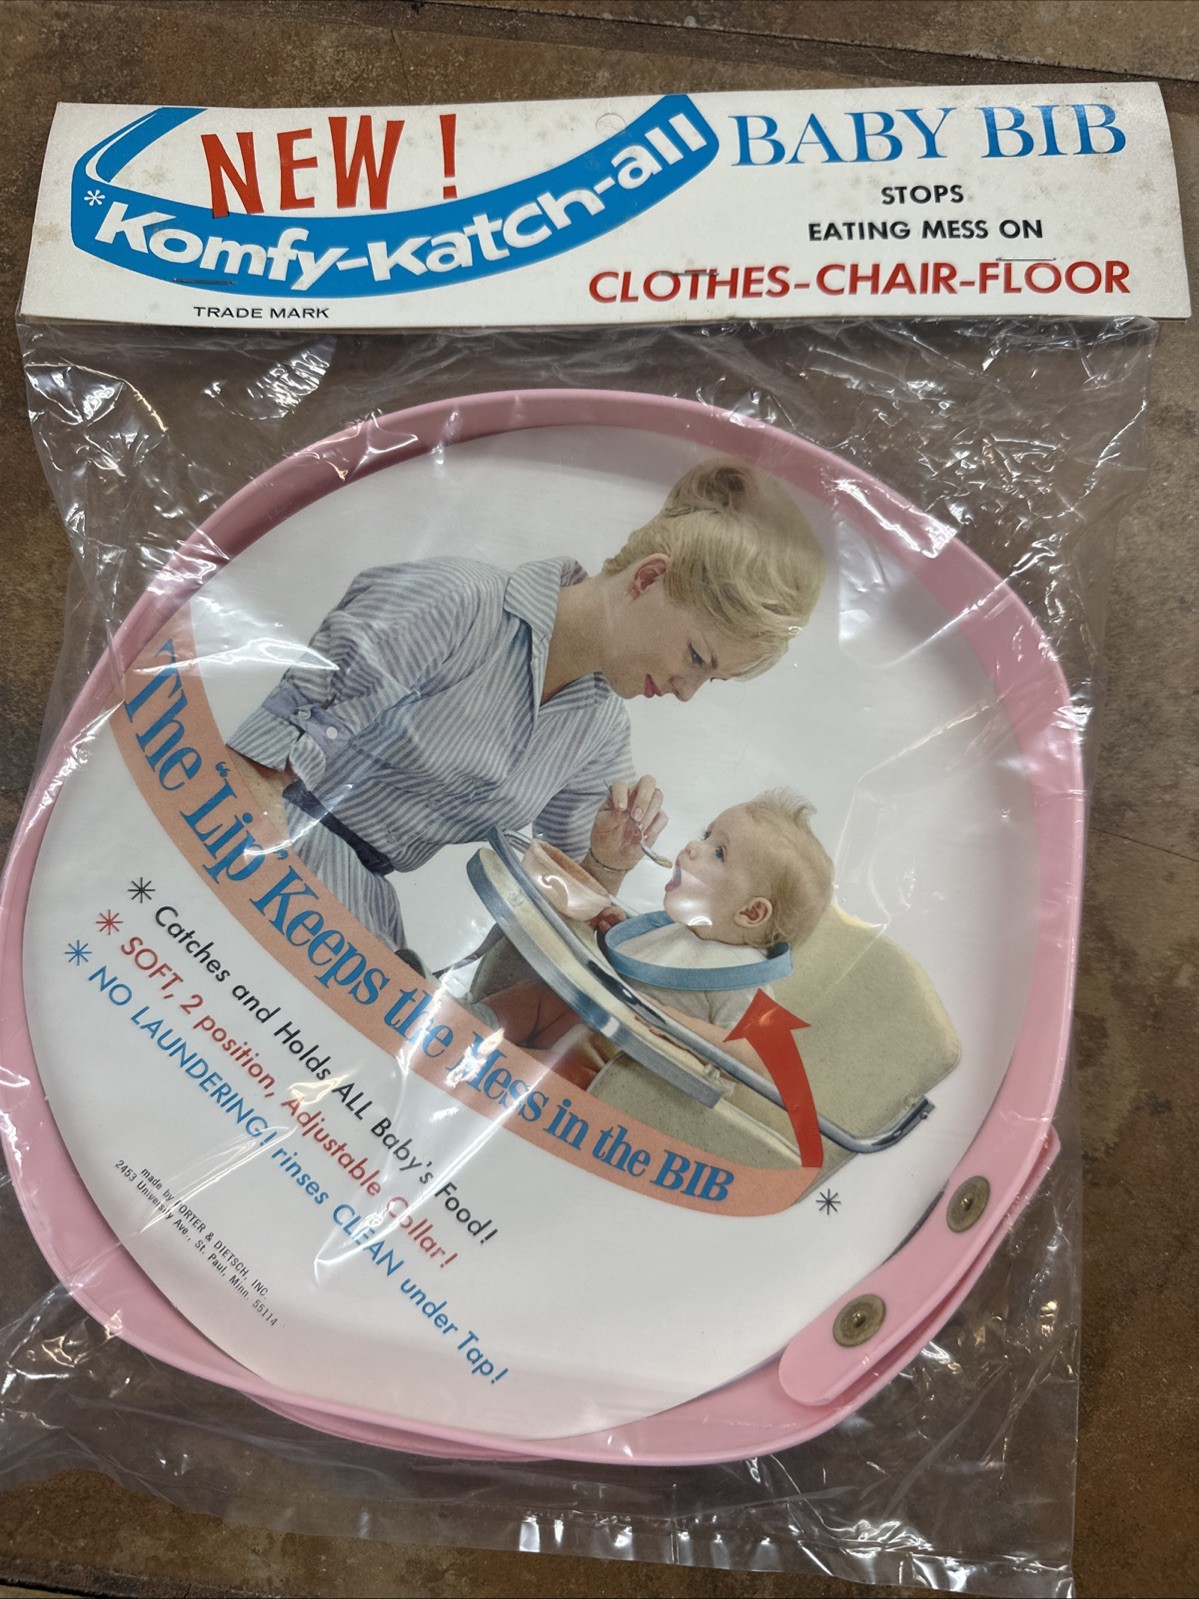 NEW!
*Komfy-Katch-all
TRADE MARK
BABY BIB
STOPS
EATING MESS ON
CLOTHES-CHAIR-FLOOR
The "Lip" Keeps the Mess in the BIB
* Catches and Holds ALL Baby's Food!
* SOFT, 2 position, Adjustable Collar!
* NO LAUNDERING! rinses CLEAN under Tap!
*
made by PORTER & DIETSCH, INC.
2453 University Ave., St. Paul, Minn. 55114